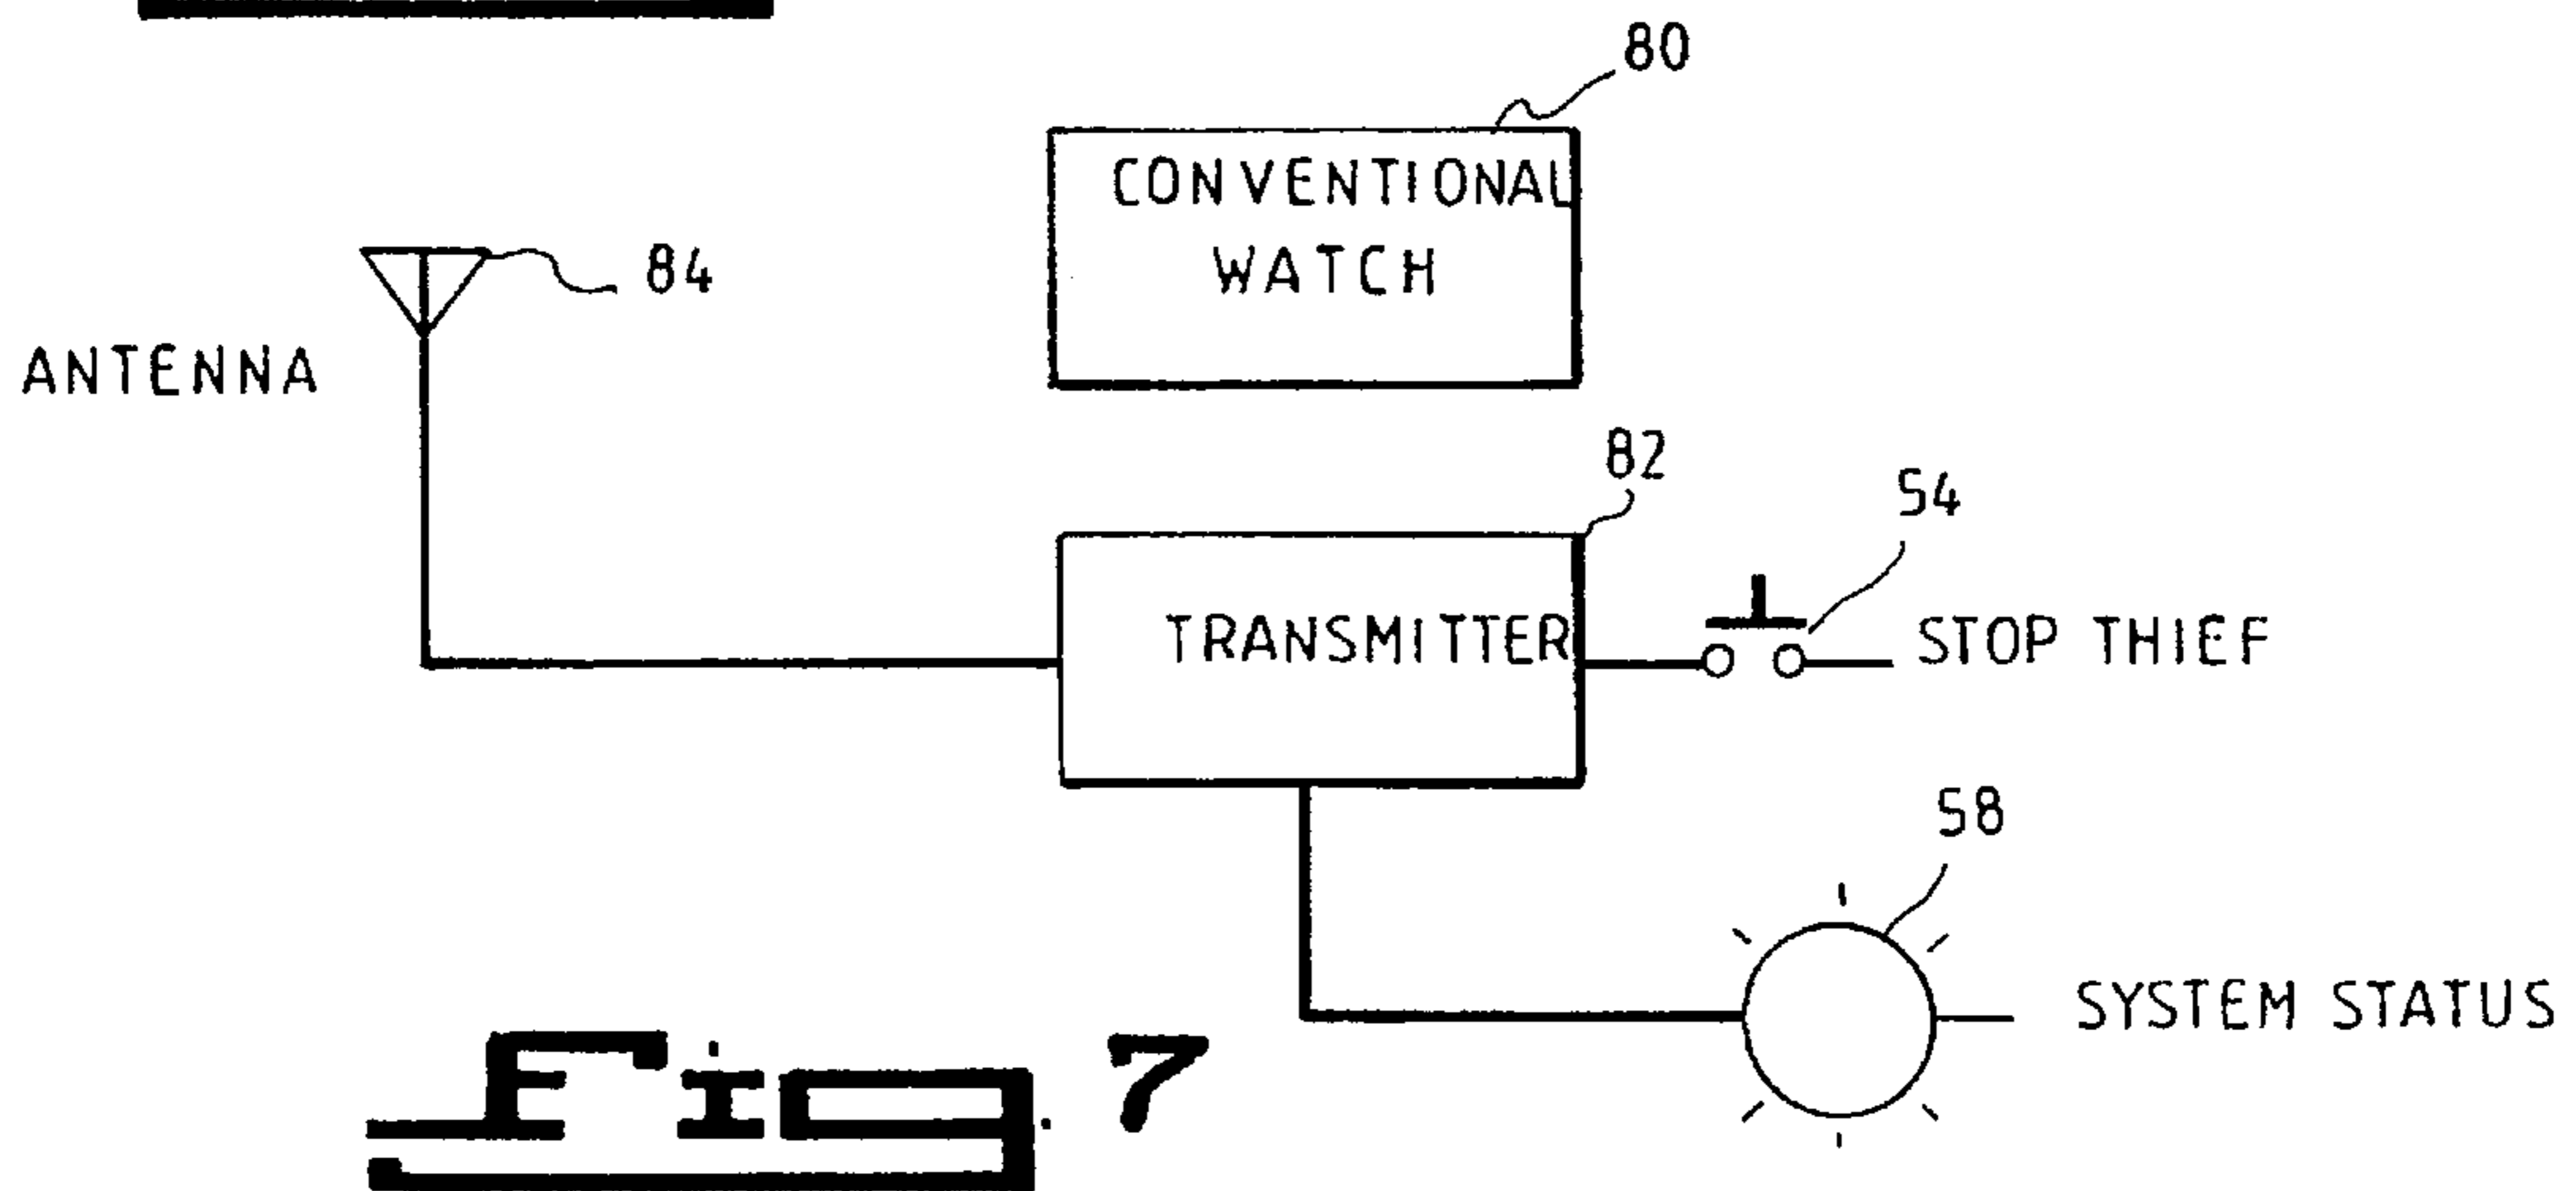 80
CONVENTIONAL
WATCH
84
ANTENNA
82
54
TRANSMITTER
STOP THIEF
58
SYSTEM STATUS
Fig. 7